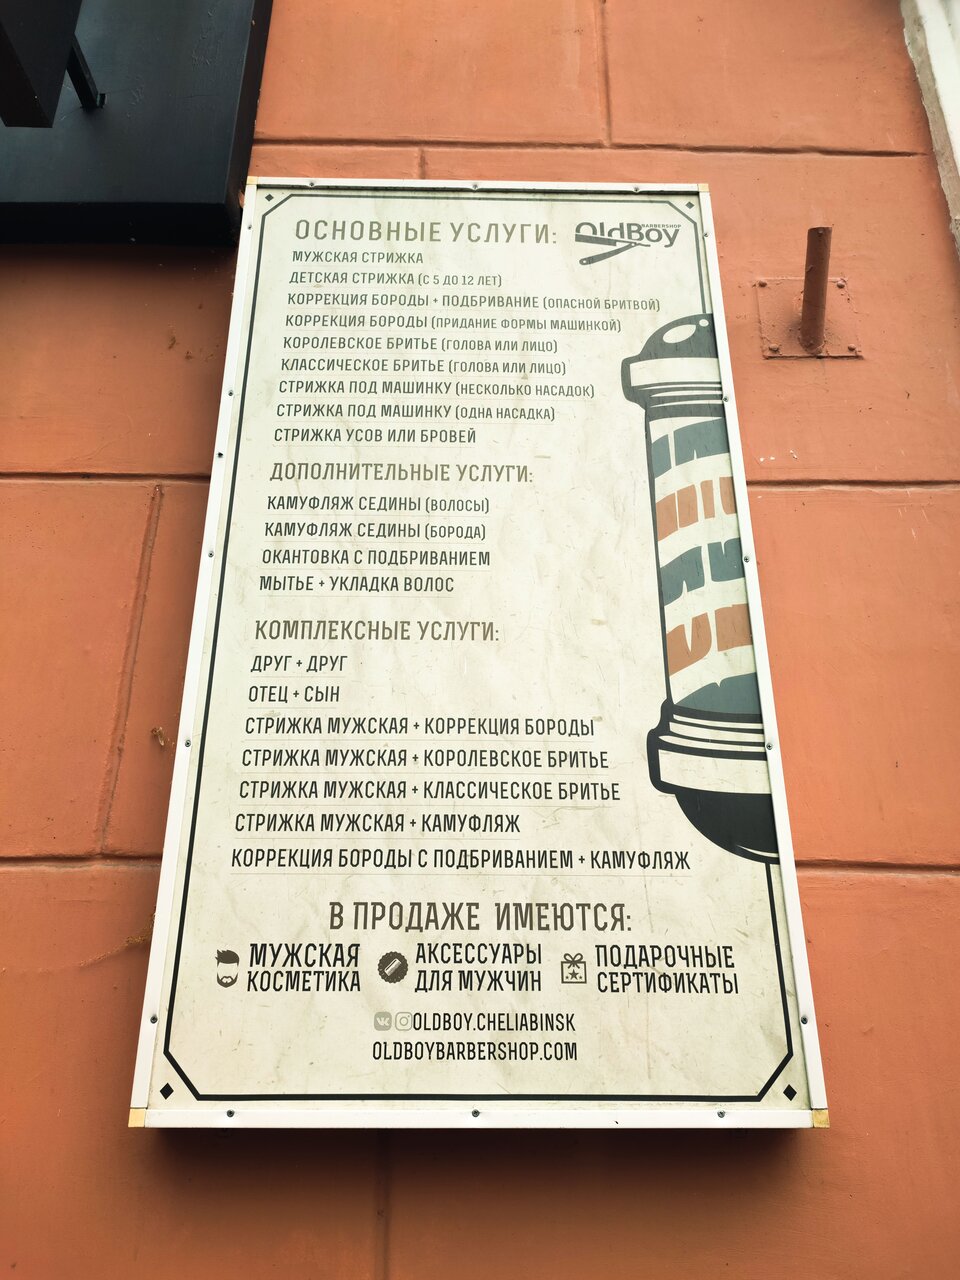 ОСНОВНЫЕ УСЛУГИ:
OldBoy
BARBERSHOP
МУЖСКАЯ СТРИЖКА
ДЕТСКАЯ СТРИЖКА (С 5 ДО 12 ЛЕТ)
КОРРЕКЦИЯ БОРОДЫ + ПОДБРИВАНИЕ (ОПАСНОЙ БРИТВОЙ)
КОРРЕКЦИЯ БОРОДЫ (ПРИДАНИЕ ФОРМЫ МАШИНКОЙ)
КОРОЛЕВСКОЕ БРИТЬЕ (ГОЛОВА ИЛИ ЛИЦО)
КЛАССИЧЕСКОЕ БРИТЬЕ (ГОЛОВА ИЛИ ЛИЦО)
СТРИЖКА ПОД МАШИНКУ (НЕСКОЛЬКО НАСАДОК)
СТРИЖКА ПОД МАШИНКУ (ОДНА НАСАДКА)
СТРИЖКА УСОВ ИЛИ БРОВЕЙ
ДОПОЛНИТЕЛЬНЫЕ УСЛУГИ:
КАМУФЛЯЖ СЕДИНЫ (ВОЛОСЫ)
КАМУФЛЯЖ СЕДИНЫ (БОРОДА)
ОКАНТОВКА С ПОДБРИВАНИЕМ
МЫТЬЕ + УКЛАДКА ВОЛОС
КОМПЛЕКСНЫЕ УСЛУГИ:
ДРУГ + ДРУГ
ОТЕЦ + СЫН
СТРИЖКА МУЖСКАЯ + КОРРЕКЦИЯ БОРОДЫ
СТРИЖКА МУЖСКАЯ + КОРОЛЕВСКОЕ БРИТЬЕ
СТРИЖКА МУЖСКАЯ + КЛАССИЧЕСКОЕ БРИТЬЕ
СТРИЖКА МУЖСКАЯ + КАМУФЛЯЖ
КОРРЕКЦИЯ БОРОДЫ С ПОДБРИВАНИЕМ + КАМУФЛЯЖ
В ПРОДАЖЕ ИМЕЮТСЯ:
МУЖСКАЯ
КОСМЕТИКА
АКСЕССУАРЫ
ДЛЯ МУЖЧИН
ПОДАРОЧНЫЕ
СЕРТИФИКАТЫ
OLDBOY.CHELIABINSK
OLDBOYBARBERSHOP.COM